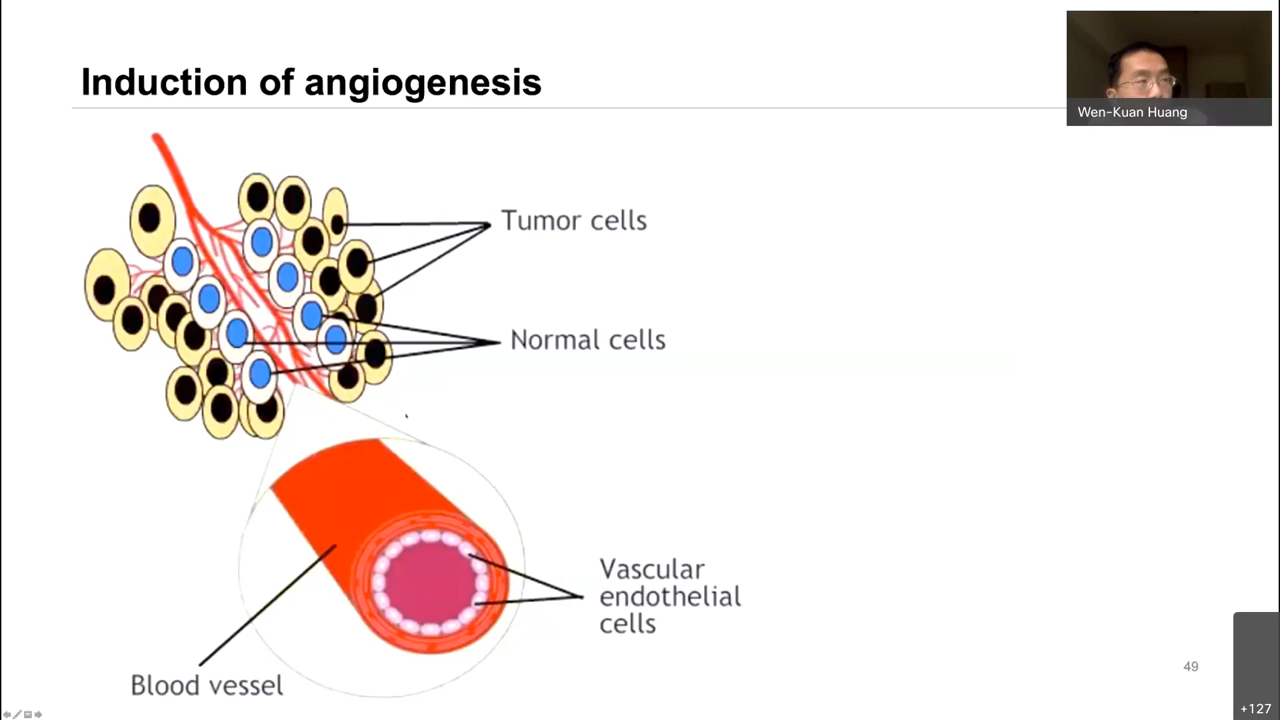 Induction of angiogenesis
Wen-Kuan Huang
Tumor cells
Normal cells
Vascular
endothelial
cells
Blood vessel
49
+127